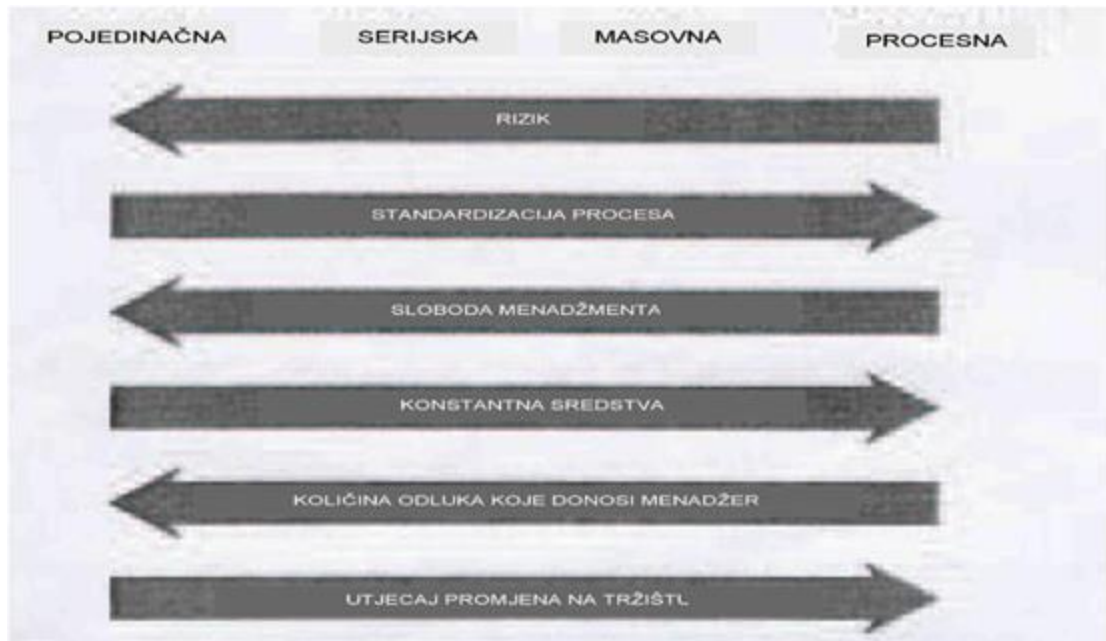 POJEDINAČNA SERIJSKA MASOVNA PROCESNA
RIZIK
STANDARDIZACIJA PROCESA
SLOBODA MENADŽMENTA
KONSTANTNA SREDSTVA
KOLIČINA ODLUKA KOJE DONOSI MENADŽER
UTJECAJ PROMJENA NA